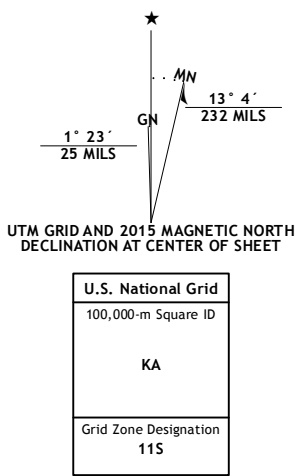 MN
GN
13° 4´
232 MILS
1° 23´
25 MILS
UTM GRID AND 2015 MAGNETIC NORTH
DECLINATION AT CENTER OF SHEET
U.S. National Grid
100,000-m Square ID
KA
Grid Zone Designation
11S